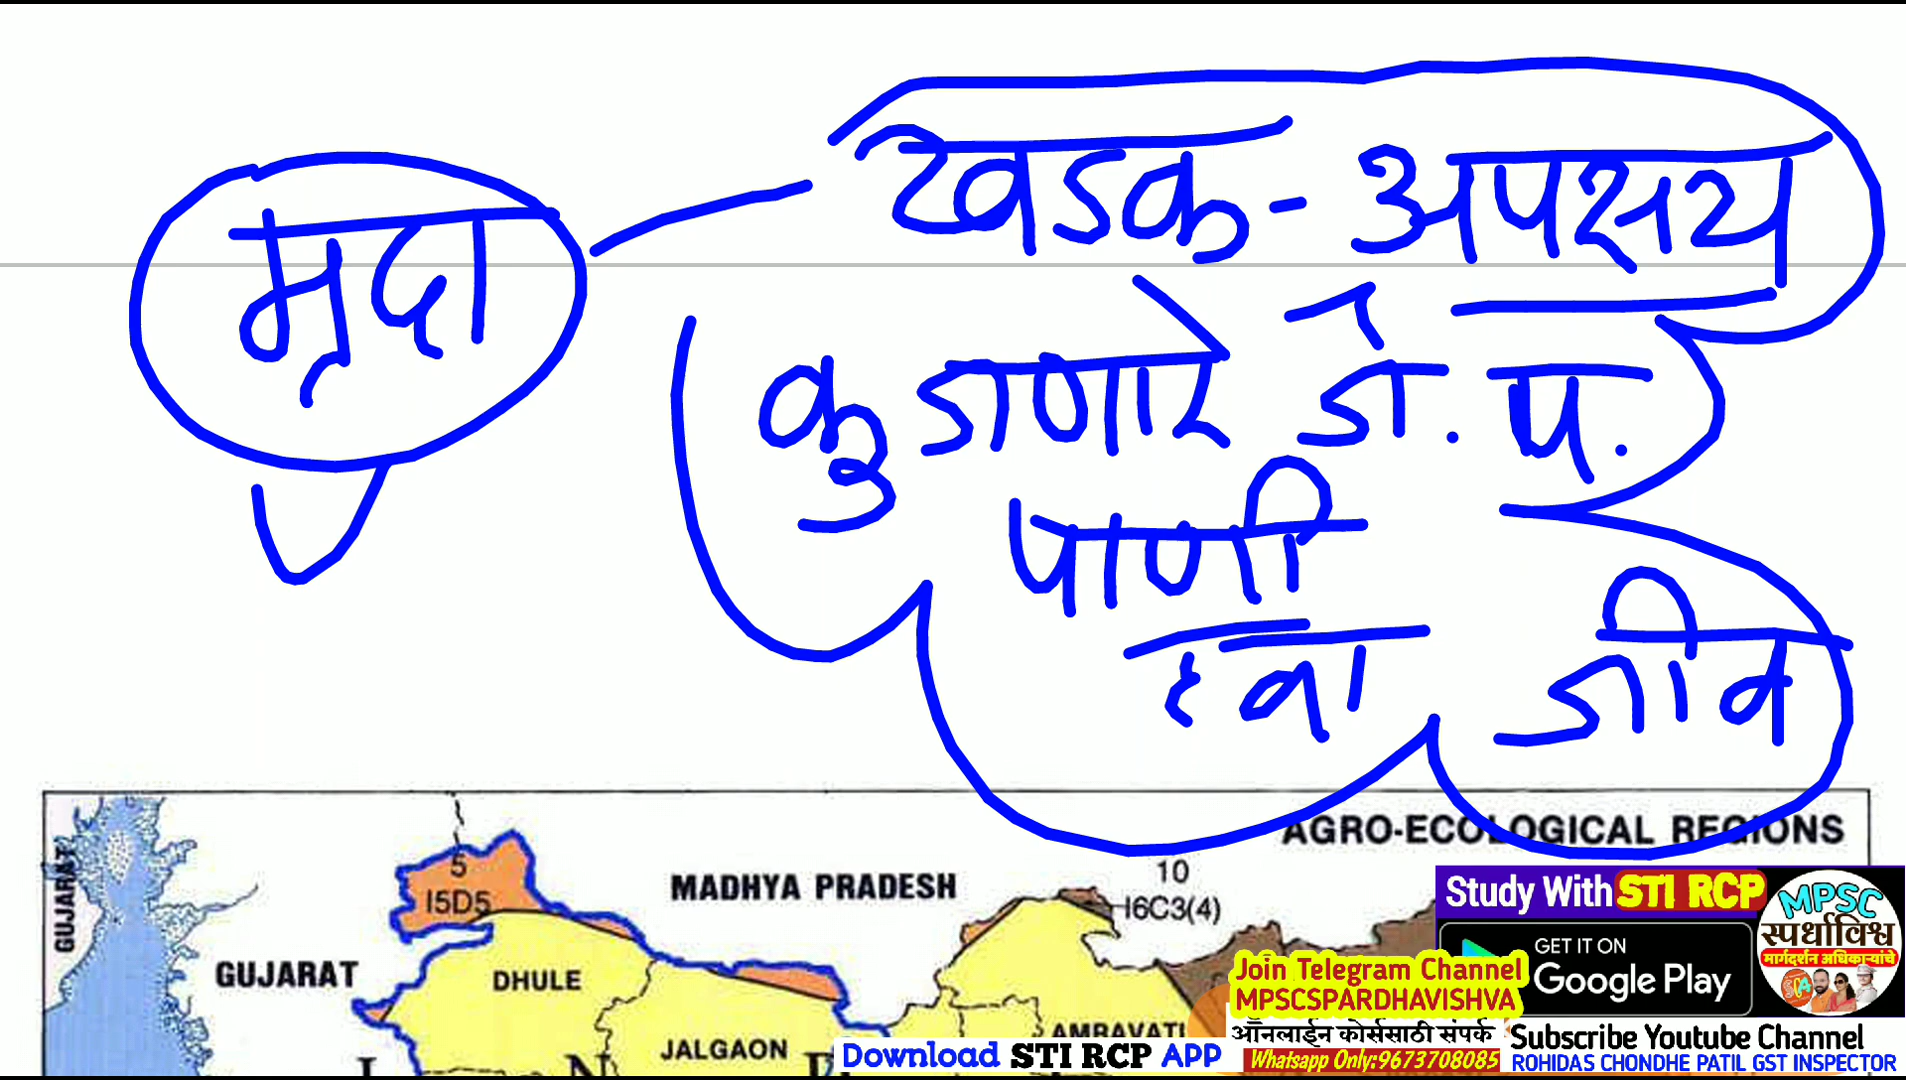 मृदा
खडक - अपक्षय
कुजणारे जै. प.
पाणी
हवा जीव
AGRO-ECOLOGICAL REGIONS
GUJARAT
5
I5D5
MADHYA PRADESH
10
I6C3(4)
GUJARAT
DHULE
JALGAON
AMRAVATI
Study With STI RCP
GET IT ON
Google Play
MPSC
स्पर्धाविश्व
मार्गदर्शन अधिकाऱ्यांचे
Join Telegram Channel
MPSCSPARDHAVISHVA
ऑनलाईन कोर्ससाठी संपर्क
Whatsapp Only:9673708085
Download STI RCP APP
Subscribe Youtube Channel
ROHIDAS CHONDHE PATIL GST INSPECTOR